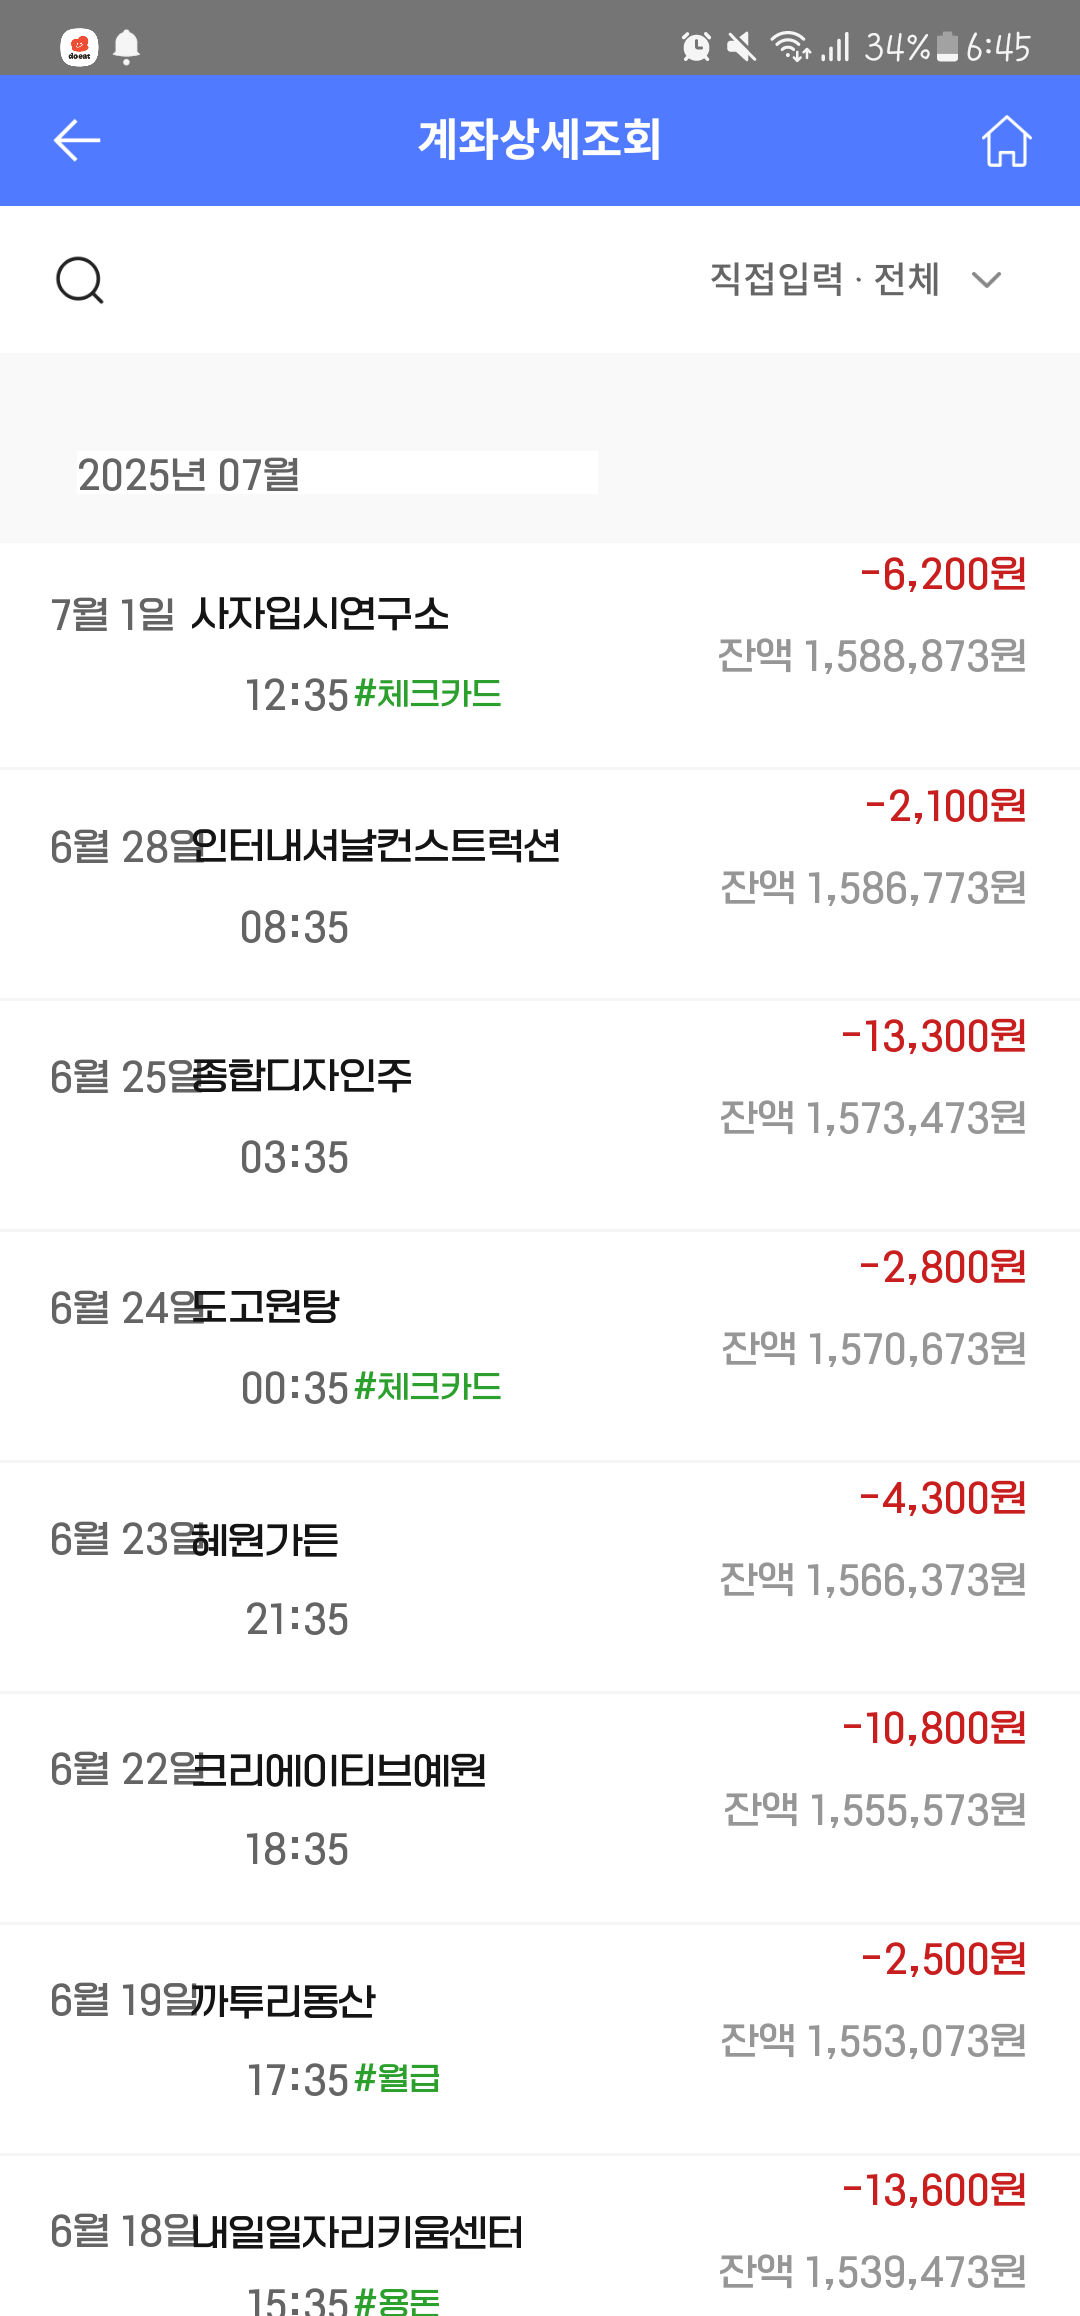 doeat 34% 6:45
계좌상세조회
직접입력 · 전체
2025년 07월
-6,200원
7월 1일 사자입시연구소
잔액 1,588,873원
12:35 #체크카드
-2,100원
6월 28일 인터내셔날컨스트럭션
잔액 1,586,773원
08:35
-13,300원
6월 25일 종합디자인주
잔액 1,573,473원
03:35
-2,800원
6월 24일 도고원탕
잔액 1,570,673원
00:35 #체크카드
-4,300원
6월 23일 혜원가든
잔액 1,566,373원
21:35
-10,800원
6월 22일 크리에이티브예원
잔액 1,555,573원
18:35
-2,500원
6월 19일 까투리동산
잔액 1,553,073원
17:35 #월급
-13,600원
6월 18일 내일일자리키움센터
잔액 1,539,473원
15:35 #용돈